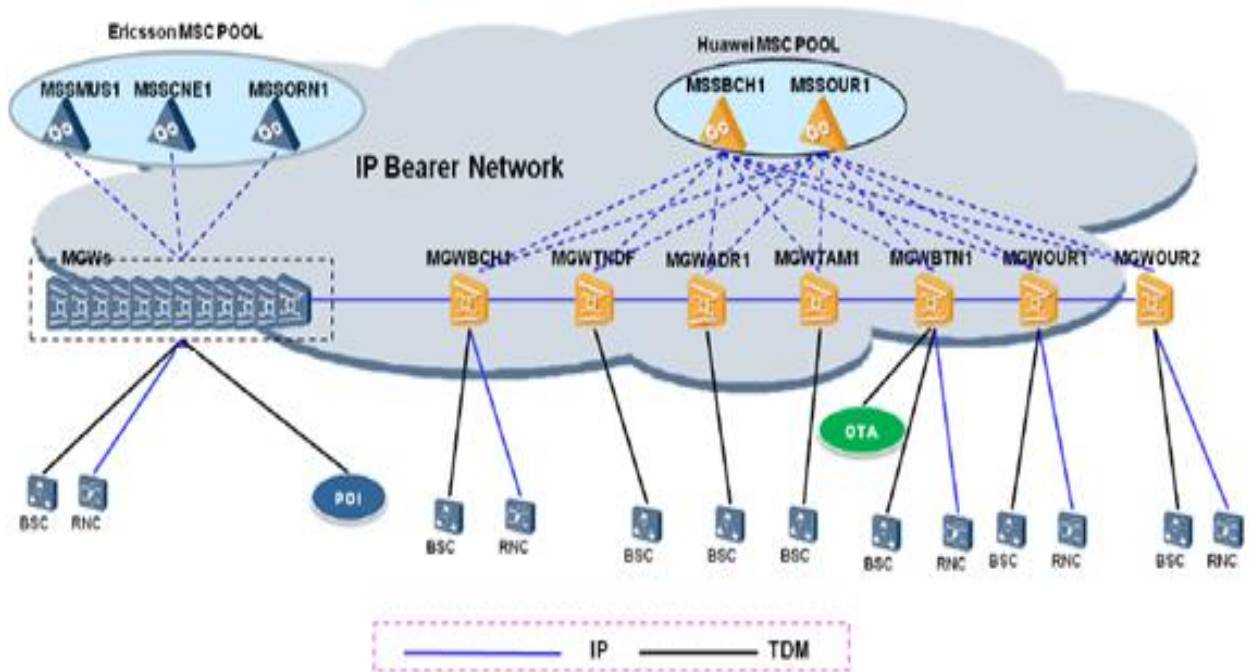 Ericsson MSC POOL
Huawei MSC POOL
MSSMUS1 MSSCNE1 MSSORN1
MSSBCH1 MSSOUR1
IP Bearer Network
MGWs
MGWBCH1 MGWTNDF MGWADR1 MGWTAM1 MGWBTN1 MGWOUR1 MGWOUR2
OTA
POI
BSC RNC
BSC RNC BSC BSC BSC BSC RNC BSC RNC BSC RNC
IP TDM